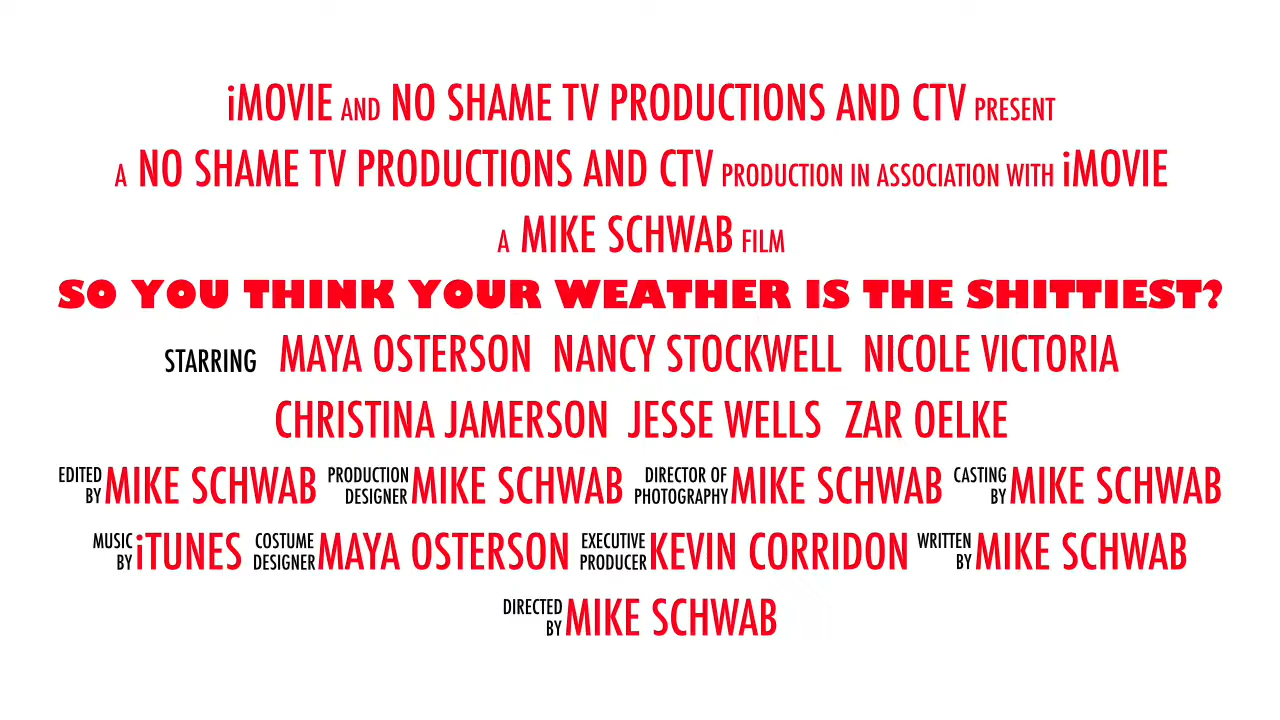 iMOVIE AND NO SHAME TV PRODUCTIONS AND CTV PRESENT
A NO SHAME TV PRODUCTIONS AND CTV PRODUCTION IN ASSOCIATION WITH iMOVIE
A MIKE SCHWAB FILM
SO YOU THINK YOUR WEATHER IS THE SHITTIEST?
STARRING MAYA OSTERSON NANCY STOCKWELL NICOLE VICTORIA
CHRISTINA JAMERSON JESSE WELLS ZAR OELKE
EDITED BY MIKE SCHWAB PRODUCTION DESIGNER MIKE SCHWAB DIRECTOR OF PHOTOGRAPHY MIKE SCHWAB CASTING BY MIKE SCHWAB
MUSIC BY iTUNES COSTUME DESIGNER MAYA OSTERSON EXECUTIVE PRODUCER KEVIN CORRIDON WRITTEN BY MIKE SCHWAB
DIRECTED BY MIKE SCHWAB